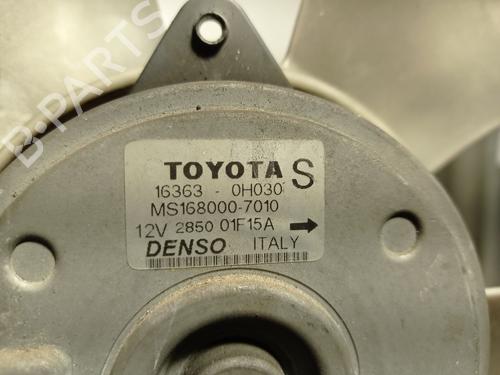 B-PARTS
TOYOTA S
16363 - 0H030
MS168000-7010
12V 2850 01F15A
DENSO ITALY